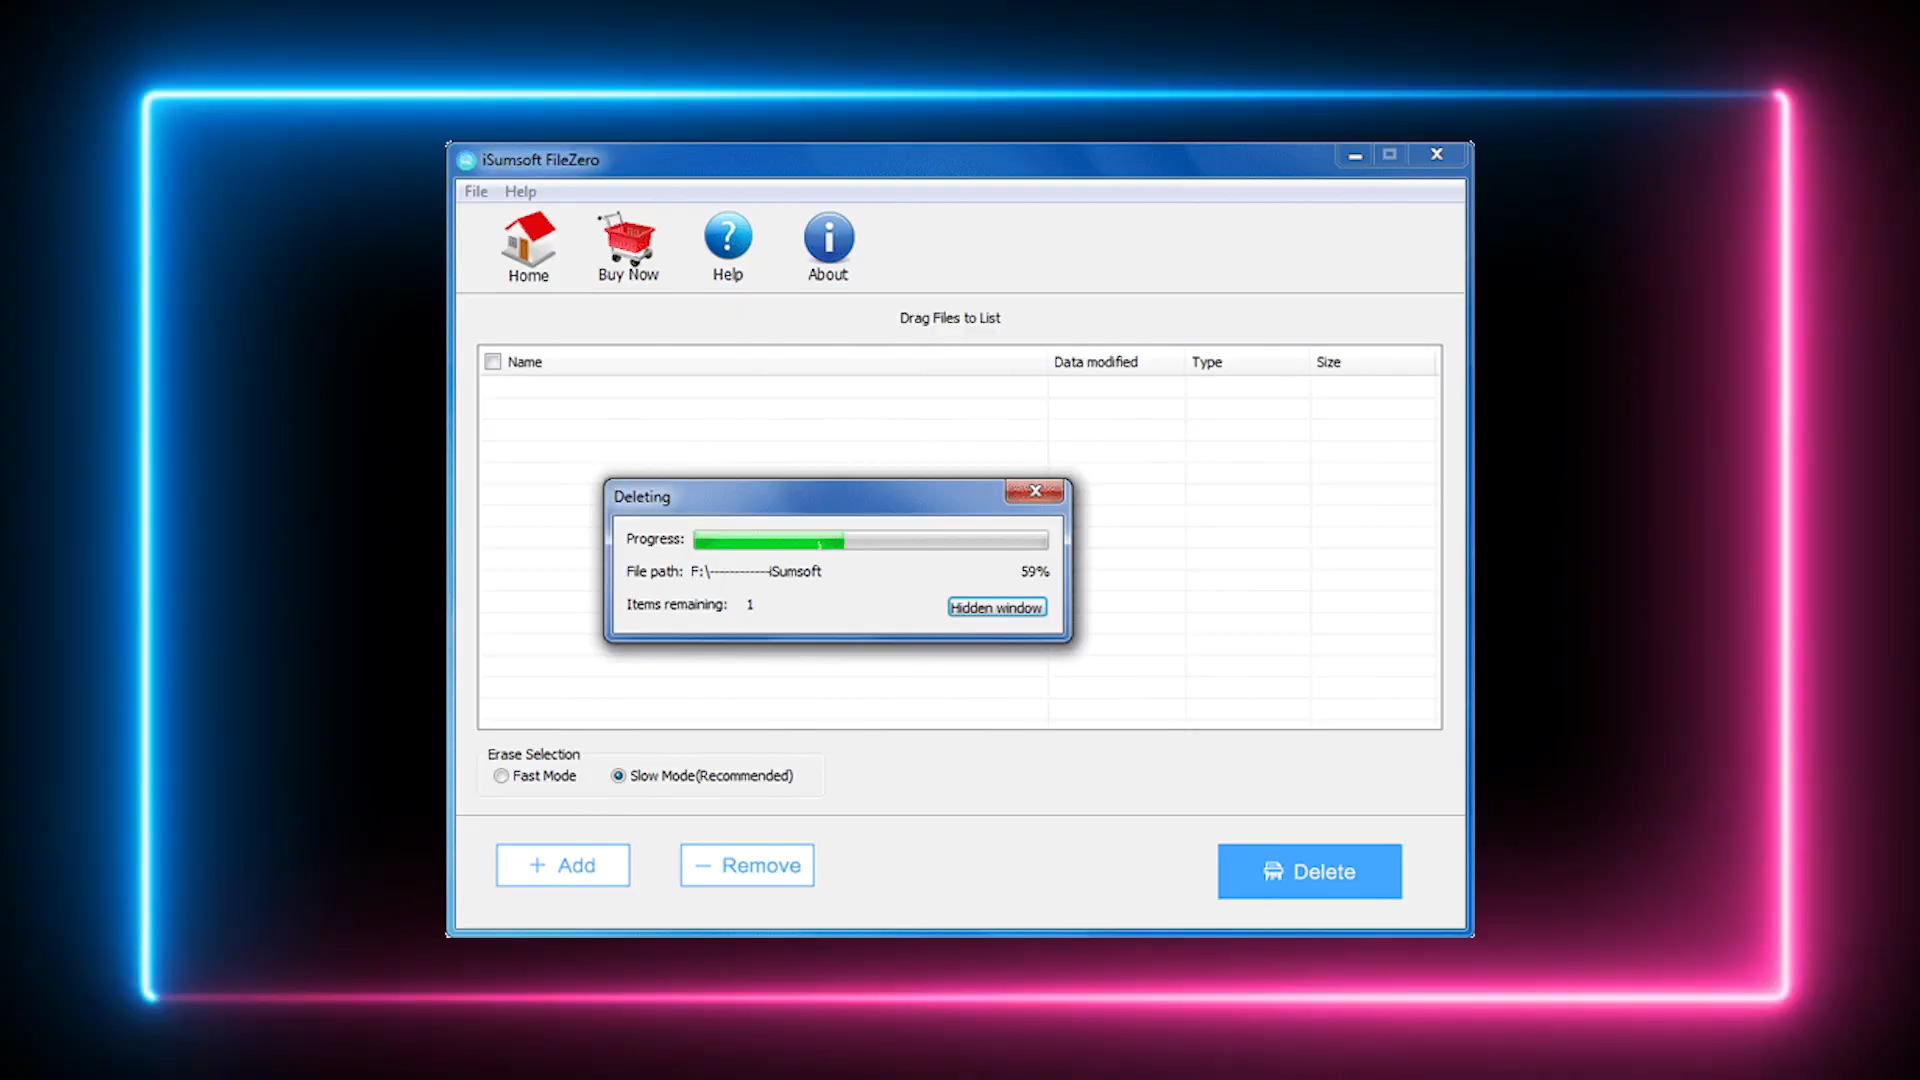 iSumsoft FileZero
File Help
Home Buy Now Help About
Drag Files to List
Name Data modified Type Size
Deleting
Progress:
File path: F:\------------iSumsoft 59%
Items remaining: 1 Hidden window
Erase Selection
Fast Mode Slow Mode(Recommended)
+ Add − Remove Delete